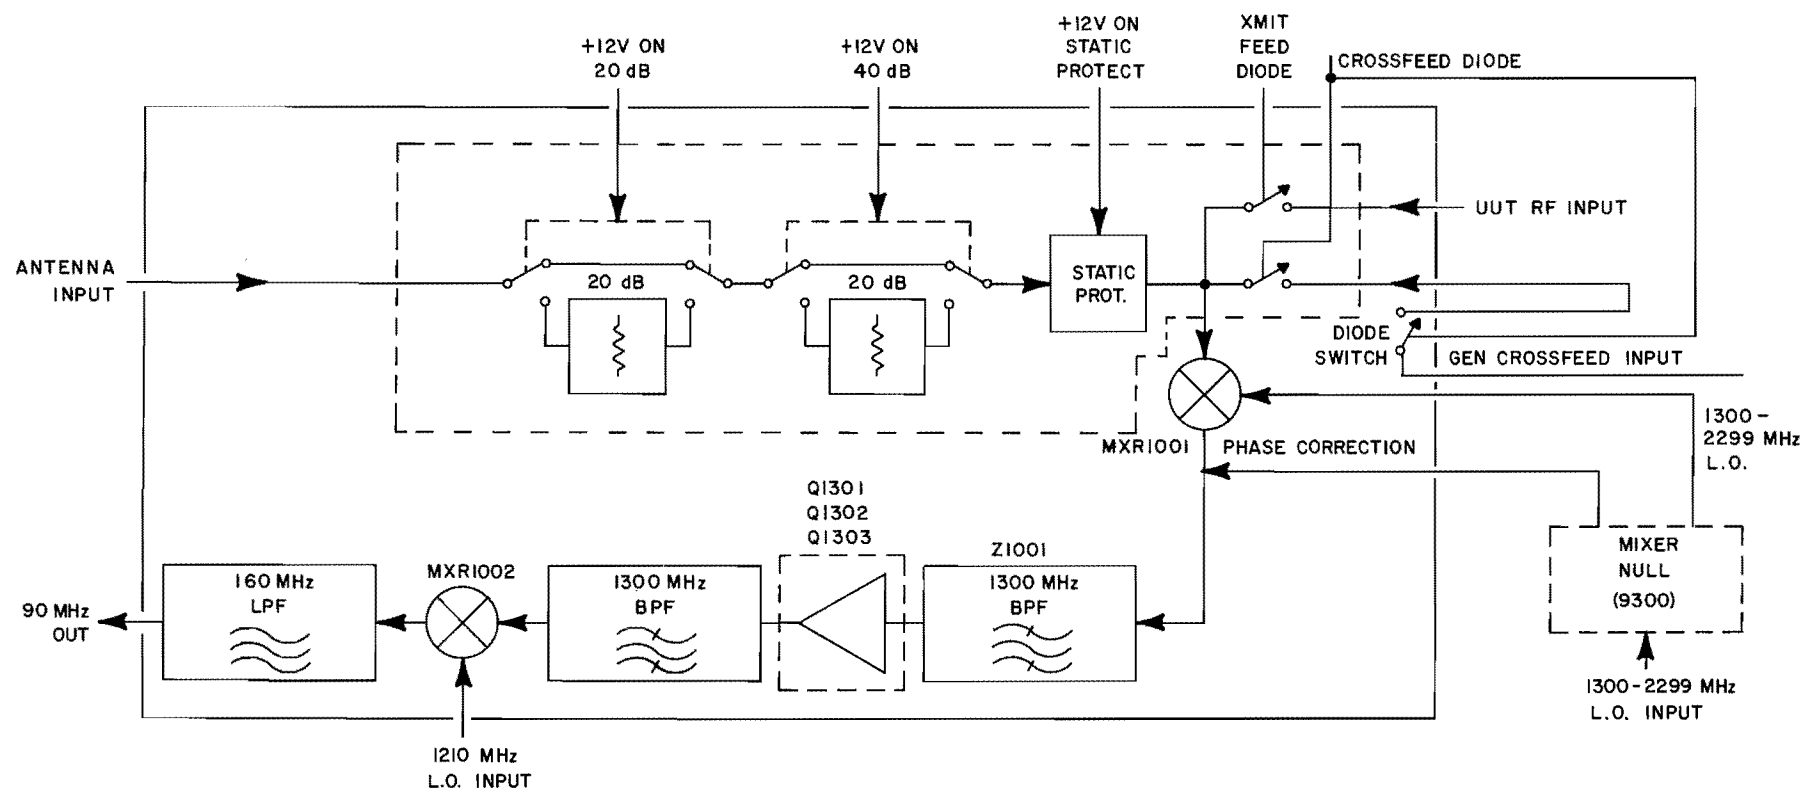 +12V ON
20 dB
+12V ON
40 dB
+12V ON
STATIC
PROTECT
XMIT
FEED
DIODE
CROSSFEED DIODE
UUT RF INPUT
ANTENNA
INPUT
20 dB
20 dB
STATIC
PROT.
DIODE
SWITCH
GEN CROSSFEED INPUT
1300-
2299 MHz
L.O.
MXR1001
PHASE CORRECTION
Q1301
Q1302
Q1303
Z1001
MIXER
NULL
(9300)
1300-2299 MHz
L.O. INPUT
90 MHz
OUT
160 MHz
LPF
MXR1002
1300 MHz
BPF
1300 MHz
BPF
1210 MHz
L.O. INPUT